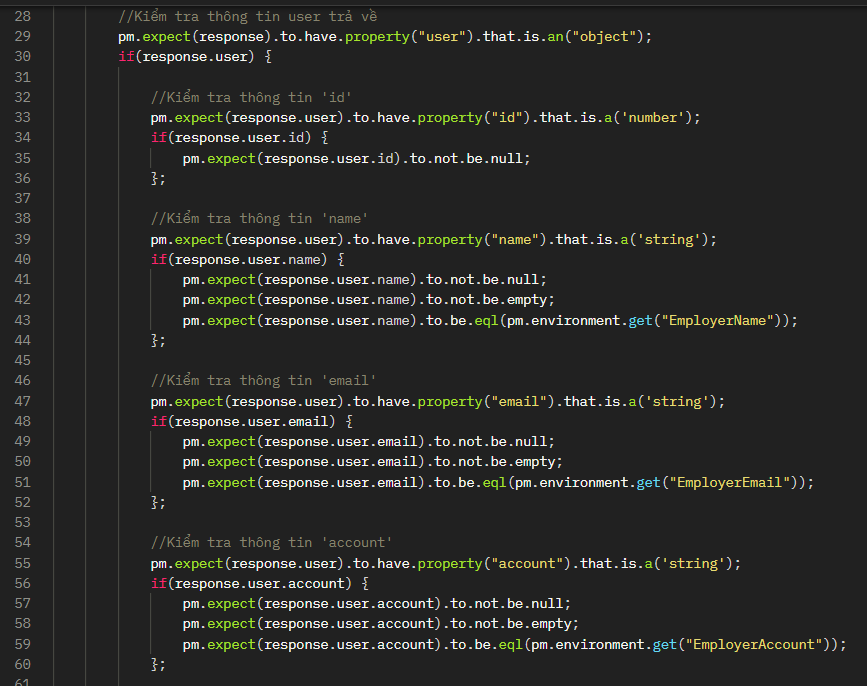 28 //Kiểm tra thông tin user trả về
29 pm.expect(response).to.have.property("user").that.is.an("object");
30 if(response.user) {
31
32 //Kiểm tra thông tin 'id'
33 pm.expect(response.user).to.have.property("id").that.is.a('number');
34 if(response.user.id) {
35 pm.expect(response.user.id).to.not.be.null;
36 };
37
38 //Kiểm tra thông tin 'name'
39 pm.expect(response.user).to.have.property("name").that.is.a('string');
40 if(response.user.name) {
41 pm.expect(response.user.name).to.not.be.null;
42 pm.expect(response.user.name).to.not.be.empty;
43 pm.expect(response.user.name).to.be.eql(pm.environment.get("EmployerName"));
44 };
45
46 //Kiểm tra thông tin 'email'
47 pm.expect(response.user).to.have.property("email").that.is.a('string');
48 if(response.user.email) {
49 pm.expect(response.user.email).to.not.be.null;
50 pm.expect(response.user.email).to.not.be.empty;
51 pm.expect(response.user.email).to.be.eql(pm.environment.get("EmployerEmail"));
52 };
53
54 //Kiểm tra thông tin 'account'
55 pm.expect(response.user).to.have.property("account").that.is.a('string');
56 if(response.user.account) {
57 pm.expect(response.user.account).to.not.be.null;
58 pm.expect(response.user.account).to.not.be.empty;
59 pm.expect(response.user.account).to.be.eql(pm.environment.get("EmployerAccount"));
60 };
61